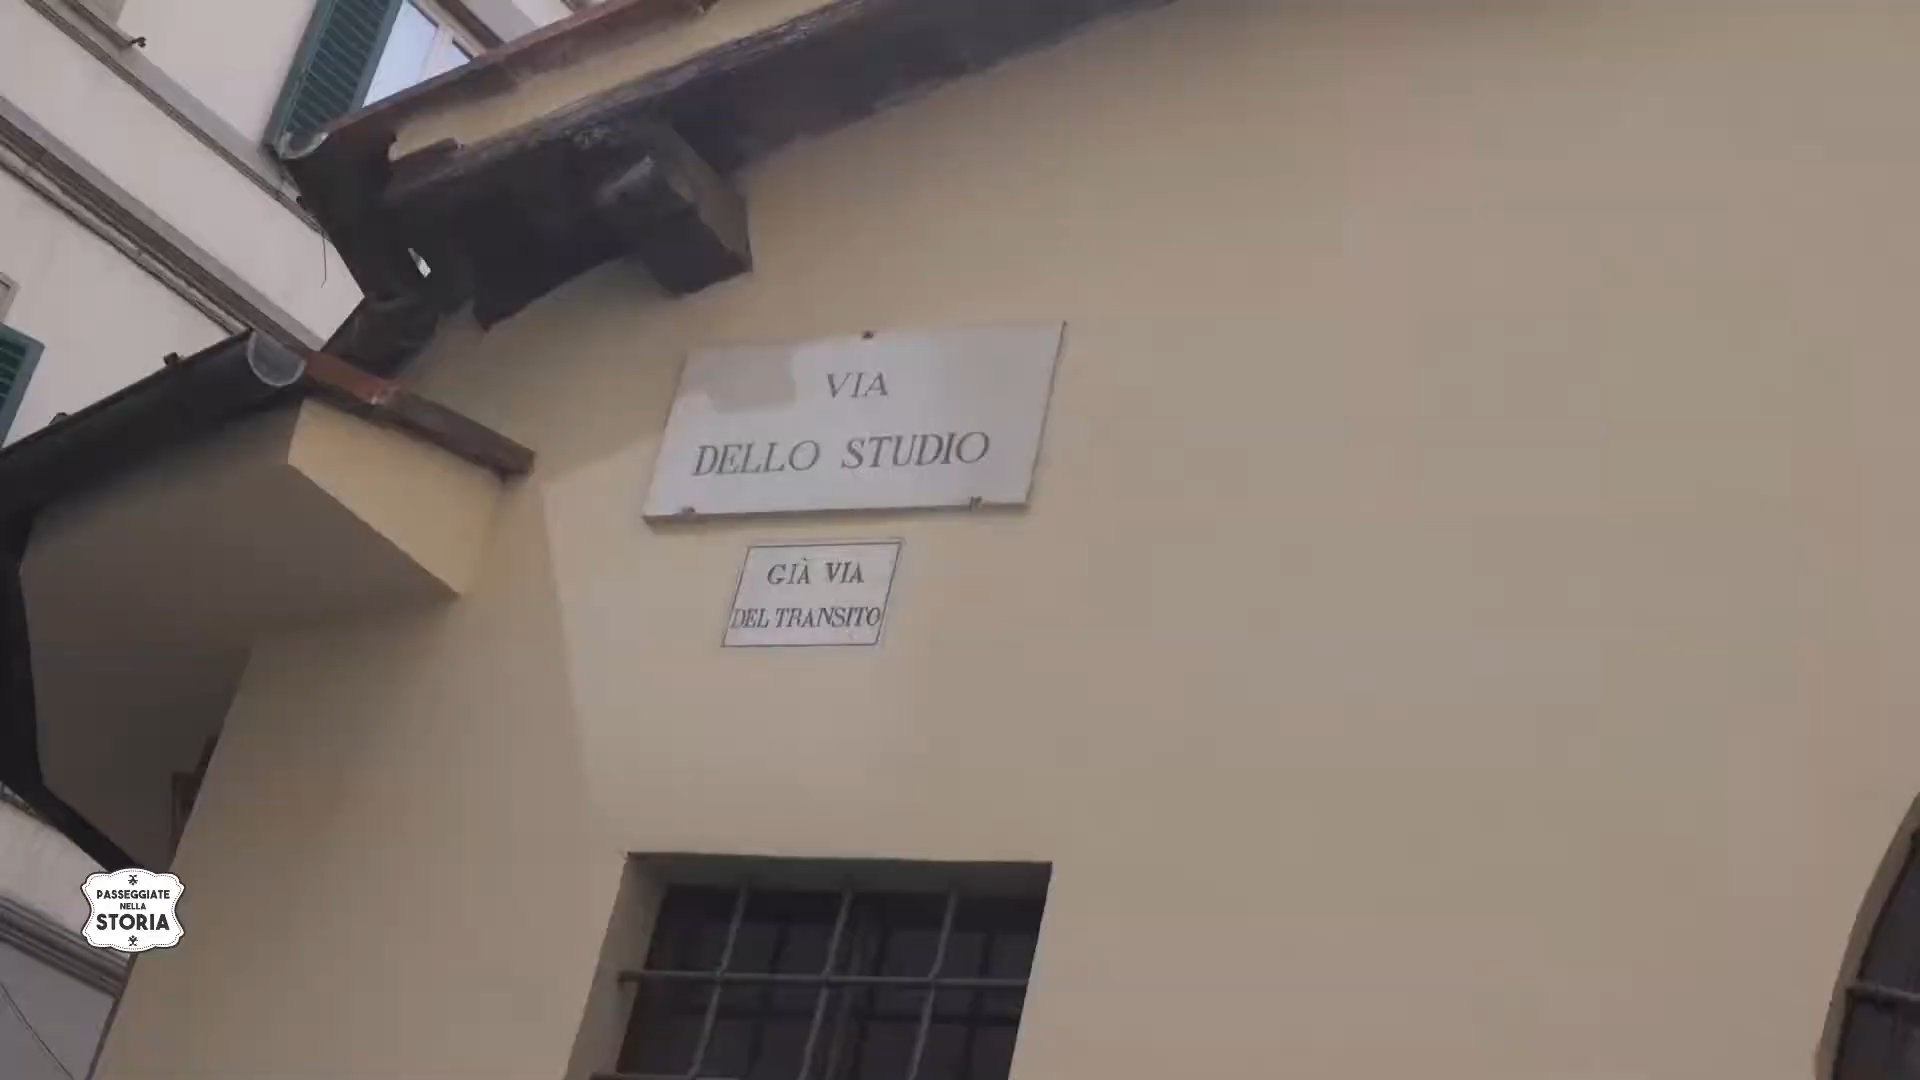 VIA
DELLO STUDIO
GIÀ VIA
DEL TRANSITO
PASSEGGIATE
NELLA
STORIA